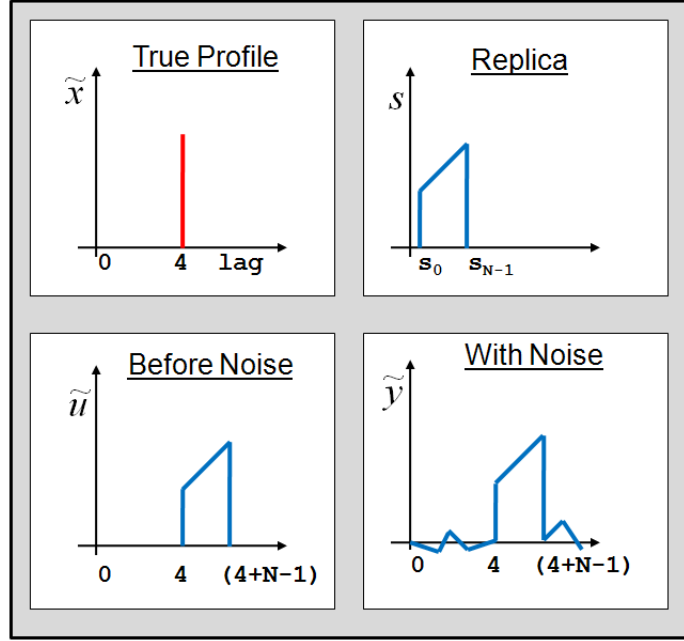 True Profile
x̃
0 4 lag
Replica
s
s₀ sₙ₋₁
Before Noise
ũ
0 4 (4+N-1)
With Noise
ỹ
0 4 (4+N-1)